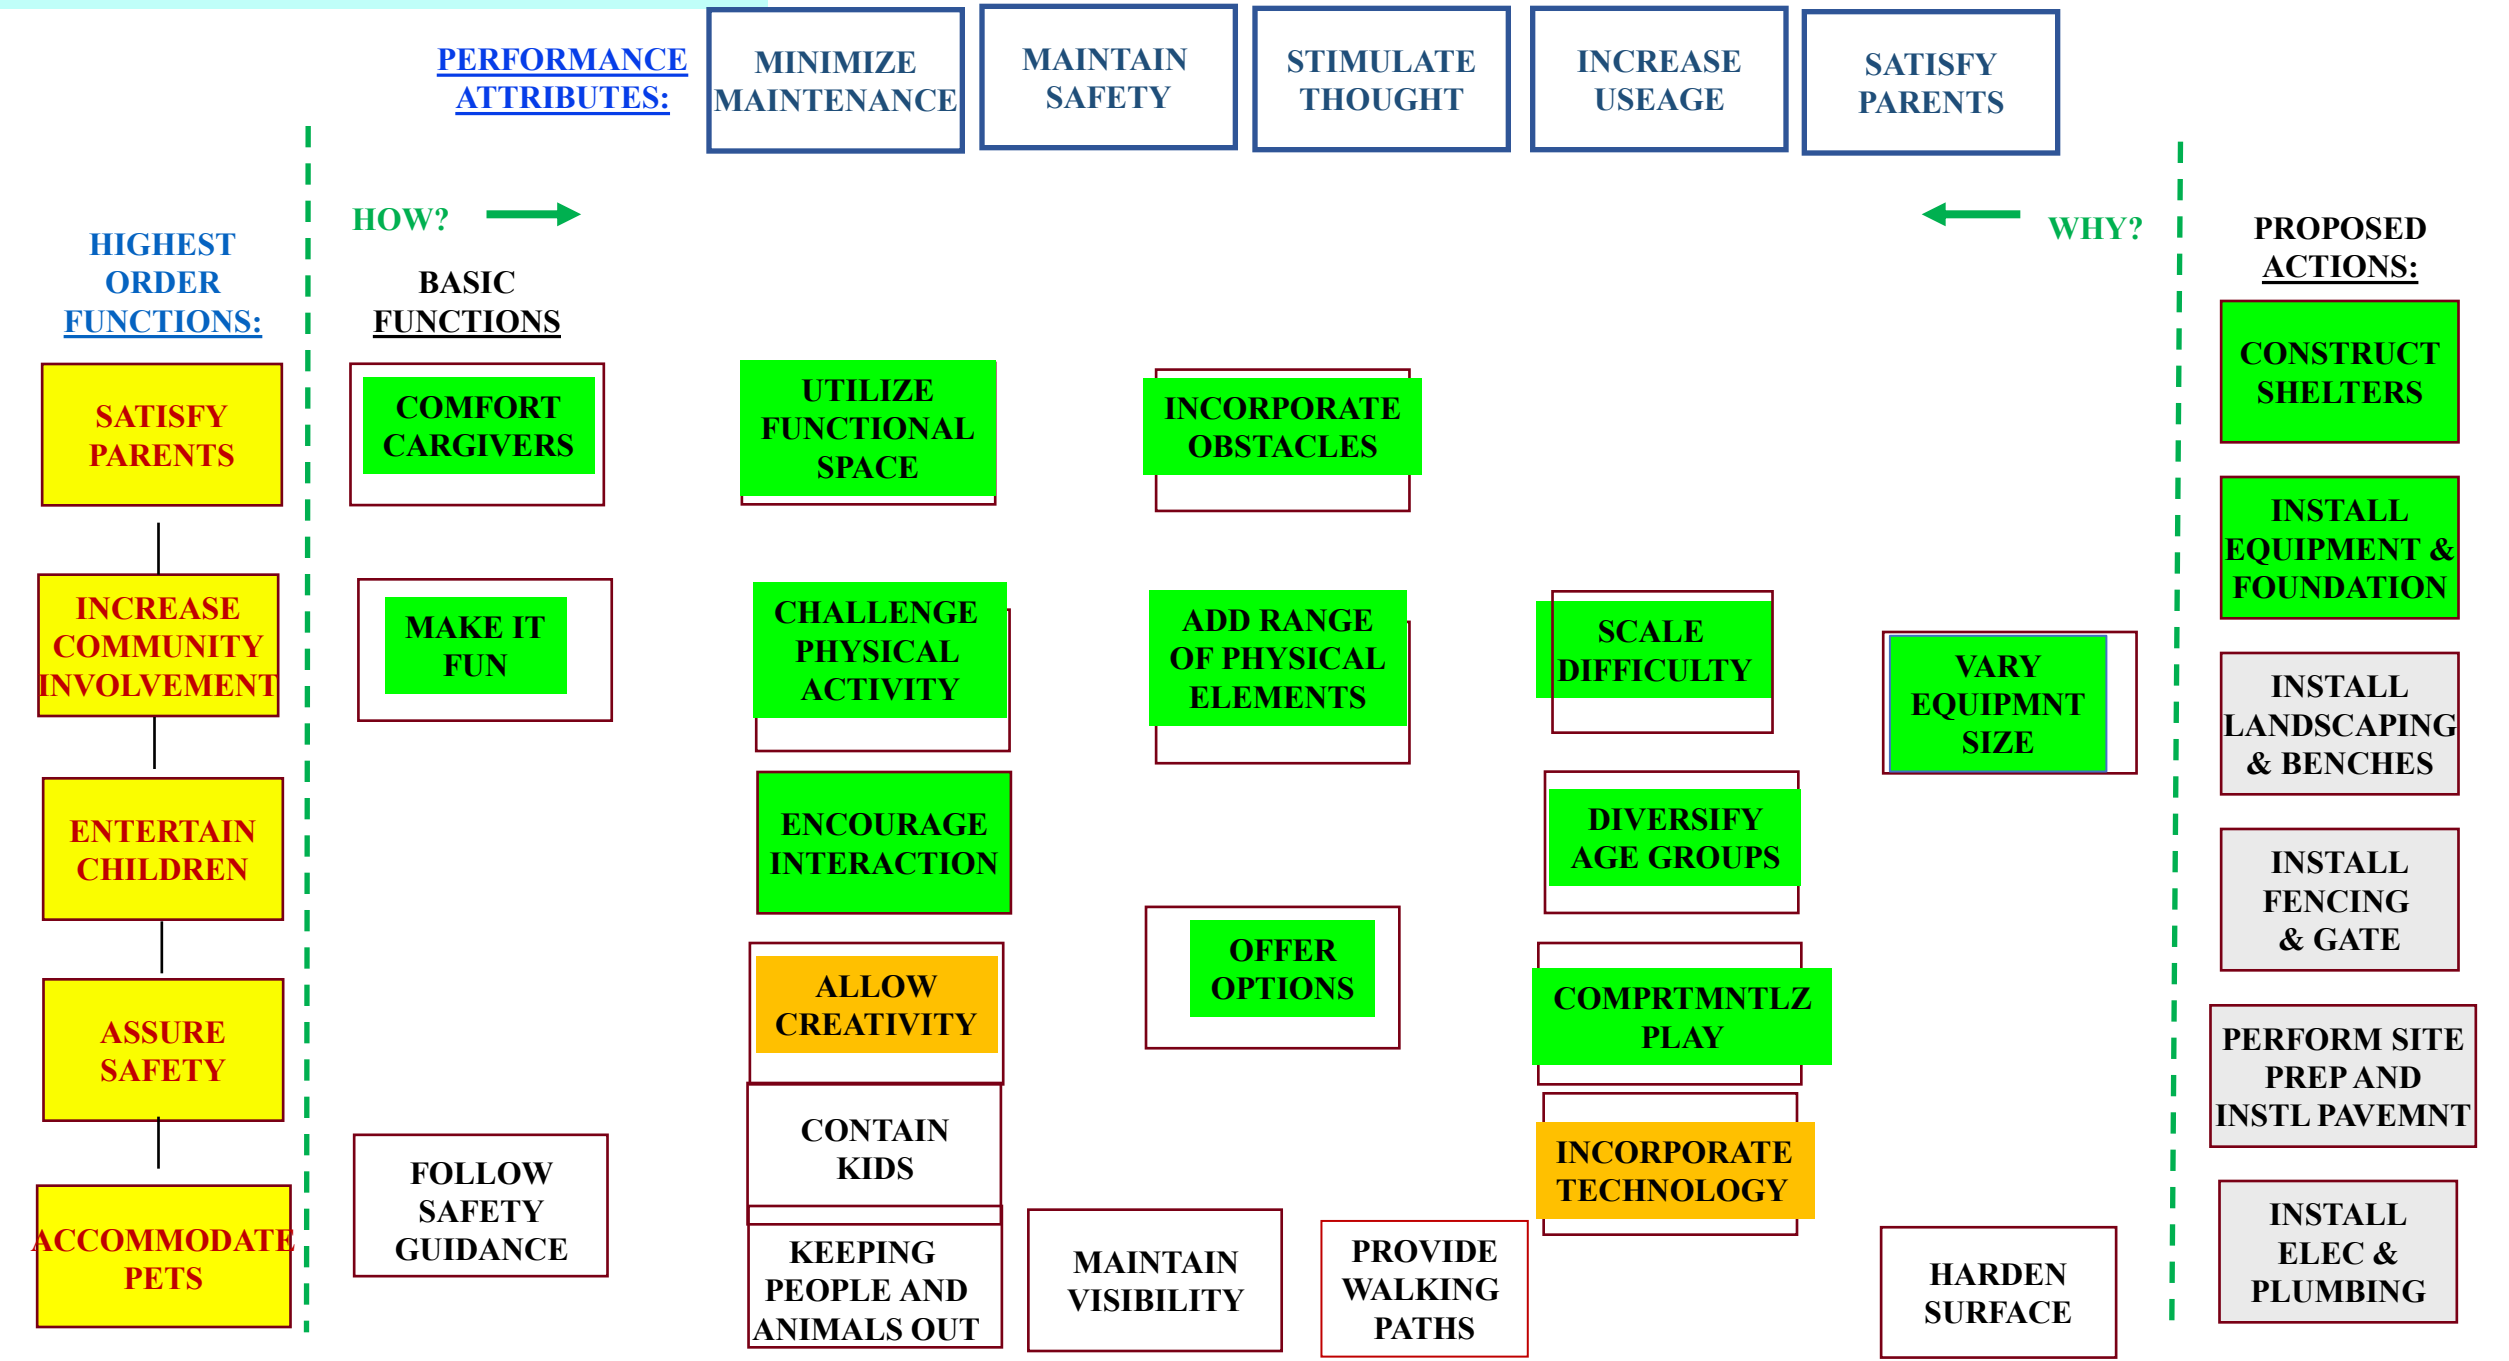 PERFORMANCE
ATTRIBUTES:
MINIMIZE
MAINTENANCE
MAINTAIN
SAFETY
STIMULATE
THOUGHT
INCREASE
USEAGE
SATISFY
PARENTS
HOW?
WHY?
HIGHEST
ORDER
FUNCTIONS:
BASIC
FUNCTIONS
PROPOSED
ACTIONS:
SATISFY
PARENTS
COMFORT
CARGIVERS
UTILIZE
FUNCTIONAL
SPACE
INCORPORATE
OBSTACLES
CONSTRUCT
SHELTERS
INCREASE
COMMUNITY
INVOLVEMENT
MAKE IT
FUN
CHALLENGE
PHYSICAL
ACTIVITY
ADD RANGE
OF PHYSICAL
ELEMENTS
SCALE
DIFFICULTY
VARY
EQUIPMNT
SIZE
INSTALL
EQUIPMENT &
FOUNDATION
INSTALL
LANDSCAPING
& BENCHES
ENTERTAIN
CHILDREN
ENCOURAGE
INTERACTION
DIVERSIFY
AGE GROUPS
INSTALL
FENCING
& GATE
ASSURE
SAFETY
ALLOW
CREATIVITY
OFFER
OPTIONS
COMPRTMNTLZ
PLAY
PERFORM SITE
PREP AND
INSTL PAVEMNT
CONTAIN
KIDS
INCORPORATE
TECHNOLOGY
ACCOMMODATE
PETS
FOLLOW
SAFETY
GUIDANCE
KEEPING
PEOPLE AND
ANIMALS OUT
MAINTAIN
VISIBILITY
PROVIDE
WALKING
PATHS
HARDEN
SURFACE
INSTALL
ELEC &
PLUMBING